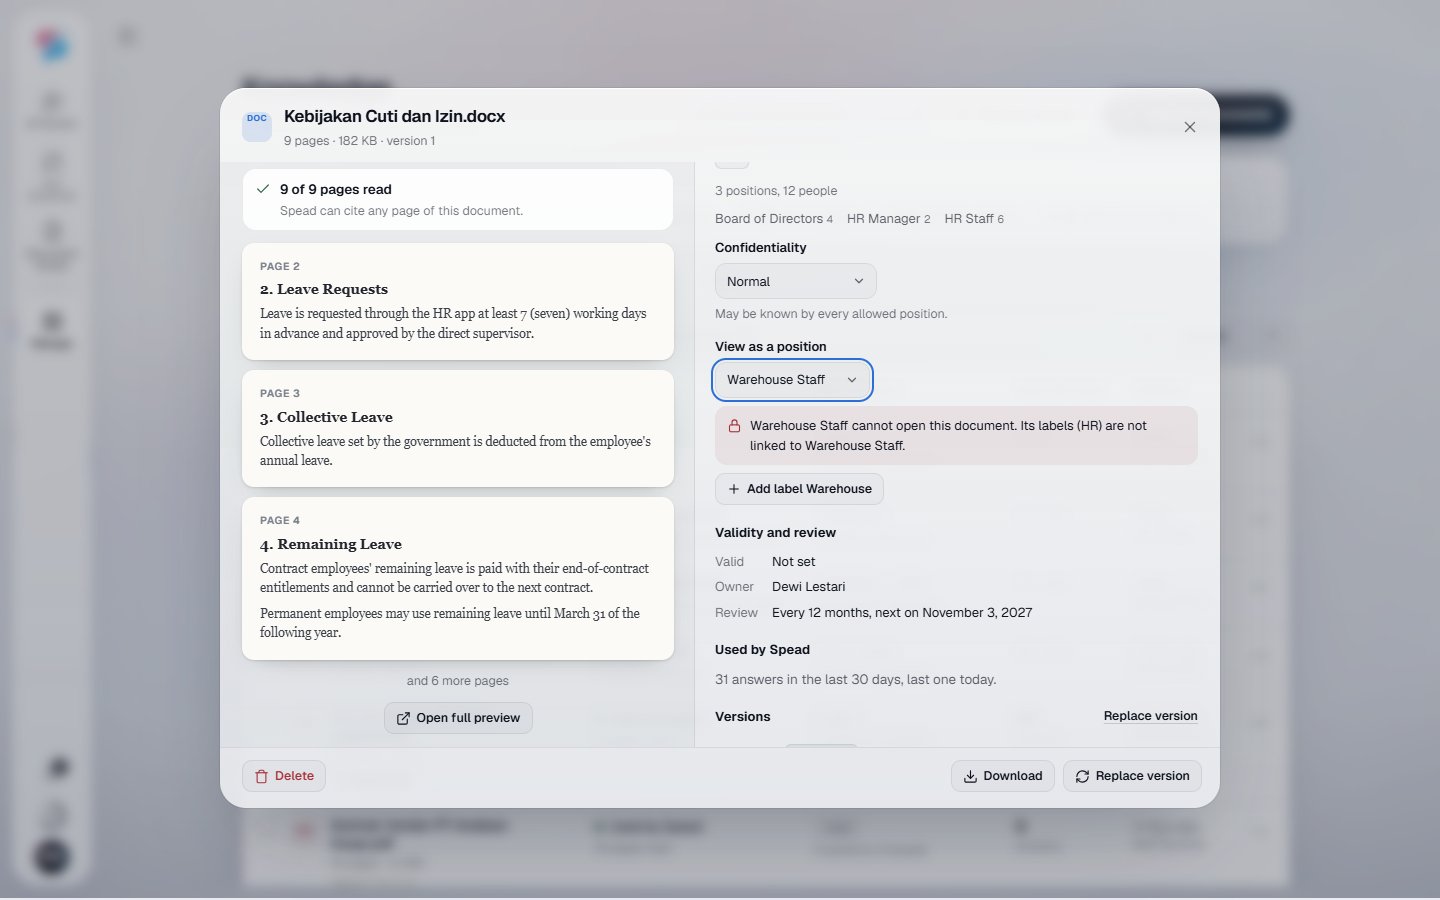 DOC
Kebijakan Cuti dan Izin.docx
9 pages · 182 KB · version 1
9 of 9 pages read
Spead can cite any page of this document.
PAGE 2
2. Leave Requests
Leave is requested through the HR app at least 7 (seven) working days
in advance and approved by the direct supervisor.
PAGE 3
3. Collective Leave
Collective leave set by the government is deducted from the employee's
annual leave.
PAGE 4
4. Remaining Leave
Contract employees' remaining leave is paid with their end-of-contract
entitlements and cannot be carried over to the next contract.
Permanent employees may use remaining leave until March 31 of the
following year.
and 6 more pages
Open full preview
3 positions, 12 people
Board of Directors 4 HR Manager 2 HR Staff 6
Confidentiality
Normal
May be known by every allowed position.
View as a position
Warehouse Staff
Warehouse Staff cannot open this document. Its labels (HR) are not
linked to Warehouse Staff.
Add label Warehouse
Validity and review
Valid Not set
Owner Dewi Lestari
Review Every 12 months, next on November 3, 2027
Used by Spead
31 answers in the last 30 days, last one today.
Versions Replace version
Delete
Download
Replace version